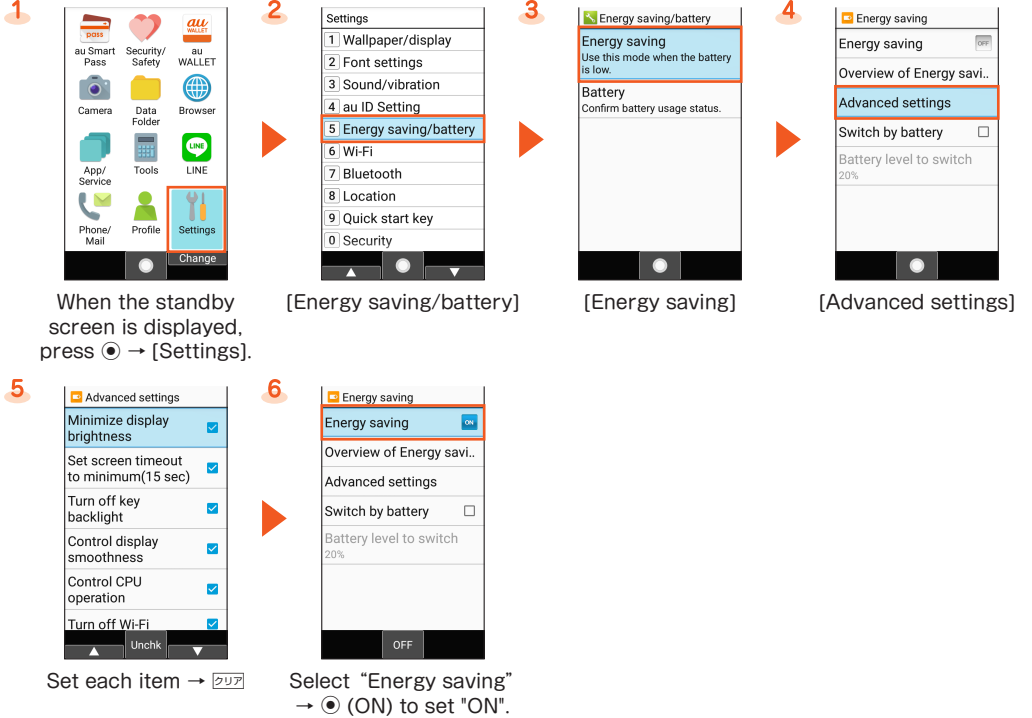 1
pass
au
WALLET
au Smart
Pass
Security/
Safety
au
WALLET
Camera
Data
Folder
Browser
LINE
App/
Service
Tools
LINE
Phone/
Mail
Profile
Settings
Change
When the standby
screen is displayed,
press ⦿ → [Settings].
2
Settings
1 Wallpaper/display
2 Font settings
3 Sound/vibration
4 au ID Setting
5 Energy saving/battery
6 Wi-Fi
7 Bluetooth
8 Location
9 Quick start key
0 Security
[Energy saving/battery]
3
Energy saving/battery
Energy saving
Use this mode when the battery
is low.
Battery
Confirm battery usage status.
[Energy saving]
4
Energy saving
Energy saving OFF
Overview of Energy savi..
Advanced settings
Switch by battery
Battery level to switch
20%
[Advanced settings]
5
Advanced settings
Minimize display
brightness
Set screen timeout
to minimum(15 sec)
Turn off key
backlight
Control display
smoothness
Control CPU
operation
Turn off Wi-Fi
Unchk
Set each item → クリア
6
Energy saving
Energy saving ON
Overview of Energy savi..
Advanced settings
Switch by battery
Battery level to switch
20%
OFF
Select “Energy saving”
→ ⦿ (ON) to set "ON".